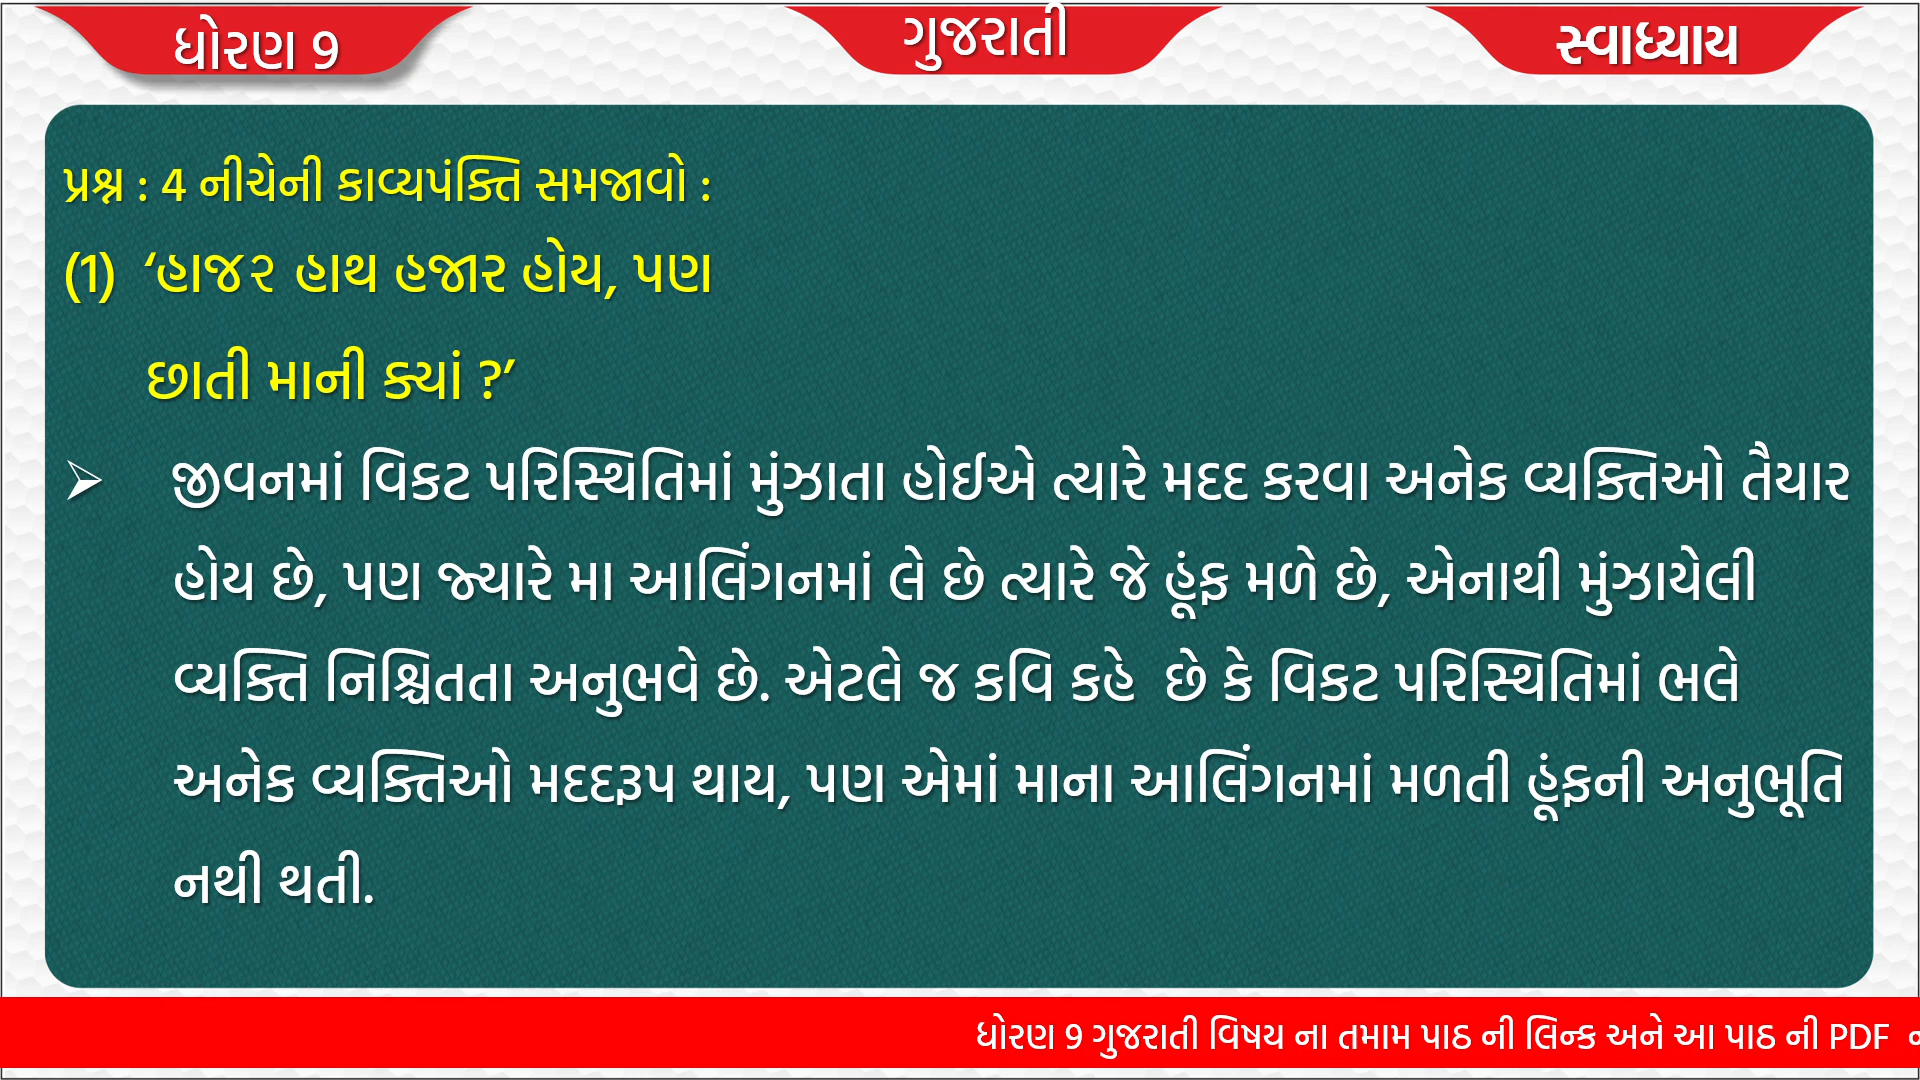 ધોરણ 9
ગુજરાતી
સ્વાધ્યાય
પ્રશ્ન : 4 નીચેની કાવ્યપંક્તિ સમજાવો :
(1) ‘હાજ૨ હાથ હજાર હોય, પણ
છાતી માની ક્યાં ?’
➢ જીવનમાં વિકટ પરિસ્થિતિમાં મુંઝાતા હોઈએ ત્યારે મદદ કરવા અનેક વ્યક્તિઓ તૈયાર
હોય છે, પણ જ્યારે મા આલિંગનમાં લે છે ત્યારે જે હૂંફ મળે છે, એનાથી મુંઝાયેલી
વ્યક્તિ નિશ્ચિતતા અનુભવે છે. એટલે જ કવિ કહે છે કે વિકટ પરિસ્થિતિમાં ભલે
અનેક વ્યક્તિઓ મદદરૂપ થાય, પણ એમાં માના આલિંગનમાં મળતી હૂંફની અનુભૂતિ
નથી થતી.
ધોરણ 9 ગુજરાતી વિષય ના તમામ પાઠ ની લિન્ક અને આ પાઠ ની PDF